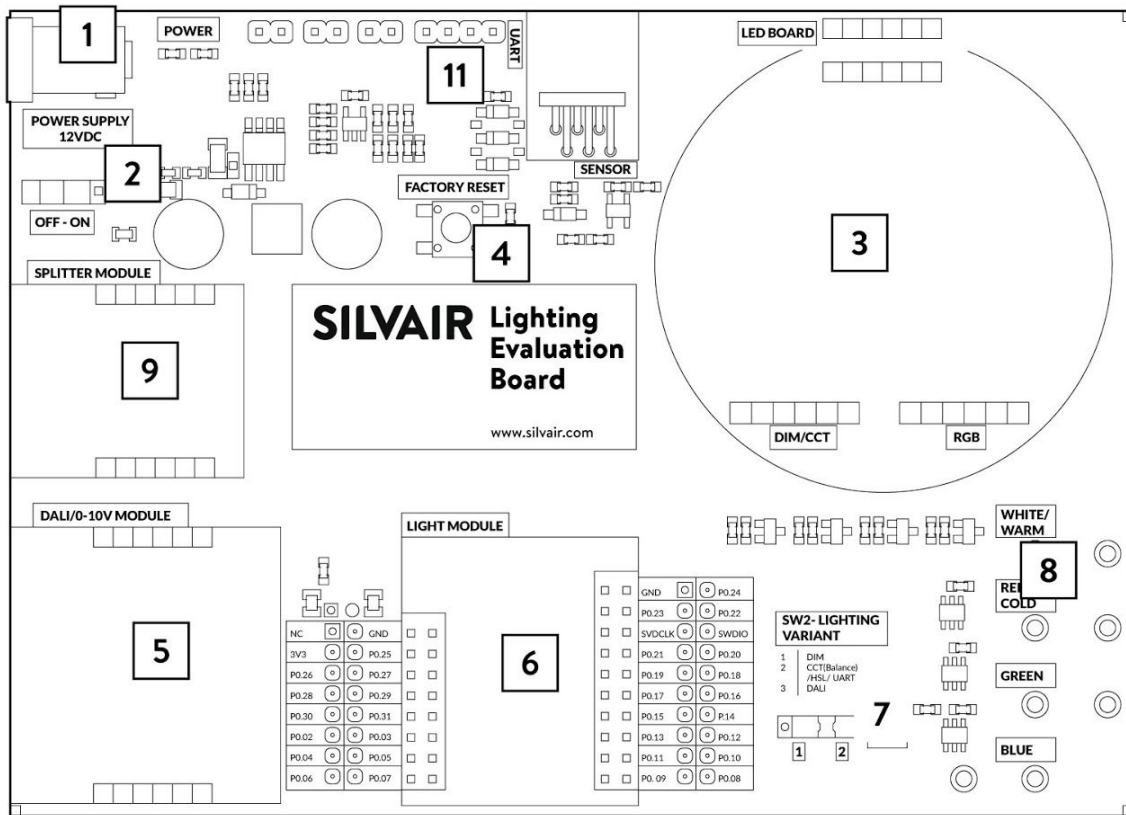 1
POWER
UART
LED BOARD
11
POWER SUPPLY
12VDC
2
SENSOR
FACTORY RESET
OFF - ON
4
3
SPLITTER MODULE
SILVAIR
Lighting
Evaluation
Board
9
www.silvair.com
DIM/CCT
RGB
DALI/0-10V MODULE
LIGHT MODULE
WHITE/
WARM
8
COLD
5
6
NC
GND
3V3
P0.25
P0.26
P0.27
P0.28
P0.29
P0.30
P0.31
P0.02
P0.03
P0.04
P0.05
P0.06
P0.07
GND
P0.24
P0.23
P0.22
SVDCLK
SWDIO
P0.21
P0.20
P0.19
P0.18
P0.17
P0.16
P0.15
P.14
P0.13
P0.12
P0.11
P0.10
P0. 09
P0.08
SW2- LIGHTING
VARIANT
1 DIM
2 CCT(Balance)
/HSL/ UART
3 DALI
7
1
2
GREEN
BLUE